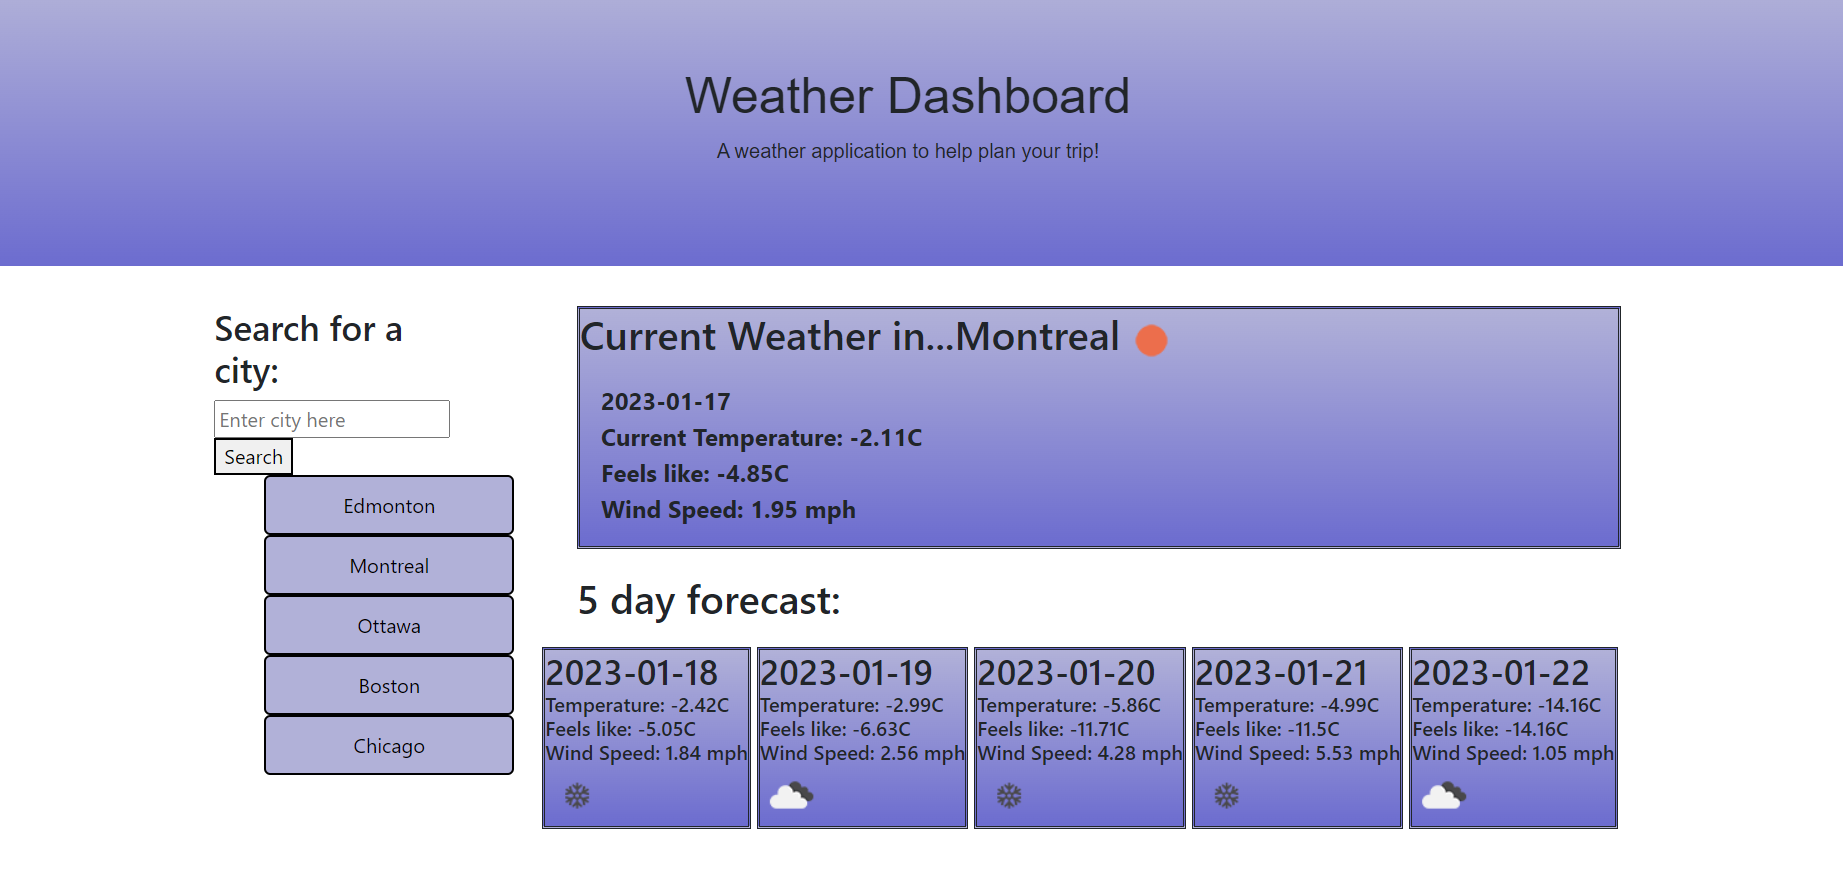 Weather Dashboard
A weather application to help plan your trip!
Search for a
city:
Enter city here
Search
Edmonton
Montreal
Ottawa
Boston
Chicago
Current Weather in...Montreal
2023-01-17
Current Temperature: -2.11C
Feels like: -4.85C
Wind Speed: 1.95 mph
5 day forecast:
2023-01-18
Temperature: -2.42C
Feels like: -5.05C
Wind Speed: 1.84 mph
2023-01-19
Temperature: -2.99C
Feels like: -6.63C
Wind Speed: 2.56 mph
2023-01-20
Temperature: -5.86C
Feels like: -11.71C
Wind Speed: 4.28 mph
2023-01-21
Temperature: -4.99C
Feels like: -11.5C
Wind Speed: 5.53 mph
2023-01-22
Temperature: -14.16C
Feels like: -14.16C
Wind Speed: 1.05 mph